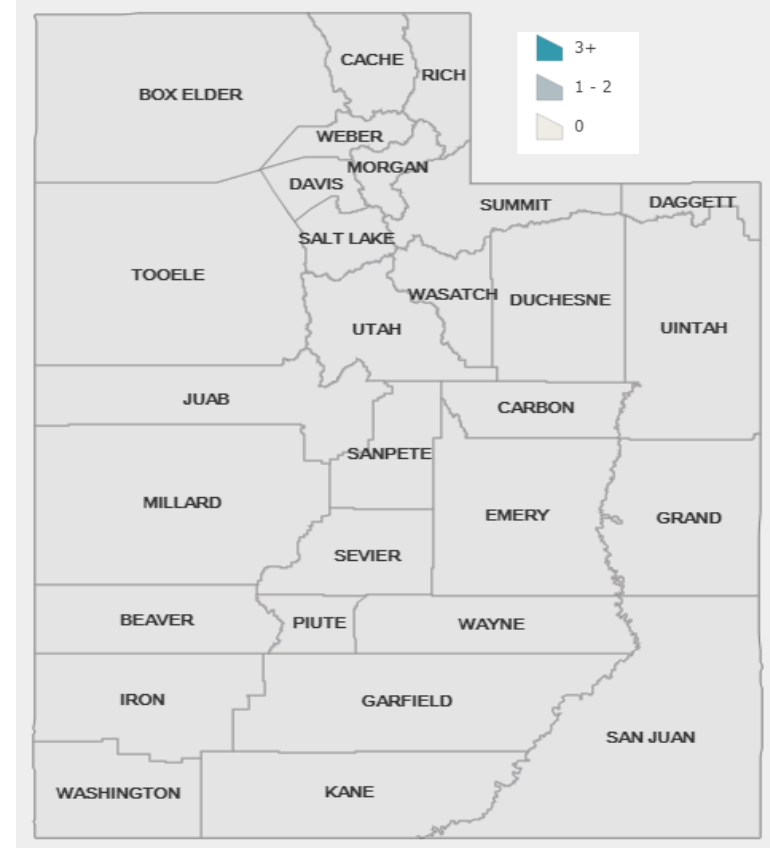 CACHE
RICH
BOX ELDER
3+
1 - 2
0
WEBER
MORGAN
DAVIS
SUMMIT
DAGGETT
SALT LAKE
TOOELE
WASATCH
DUCHESNE
UTAH
UINTAH
JUAB
CARBON
SANPETE
MILLARD
EMERY
GRAND
SEVIER
BEAVER
PIUTE
WAYNE
IRON
GARFIELD
SAN JUAN
WASHINGTON
KANE